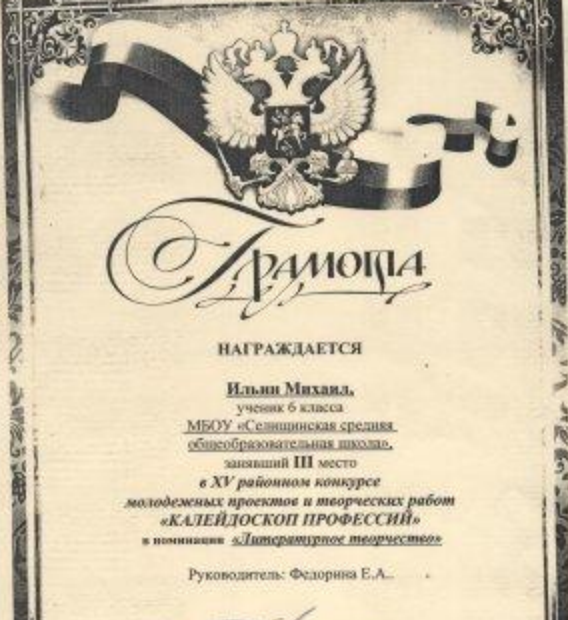 Грамота
НАГРАЖДАЕТСЯ
Ильин Михаил,
ученик 6 класса
МБОУ «Селищинская средняя
общеобразовательная школа»,
занявший III место
в XV районном конкурсе
молодежных проектов и творческих работ
«КАЛЕЙДОСКОП ПРОФЕССИЙ»
в номинации «Литературное творчество»
Руководитель: Федорина Е.А..